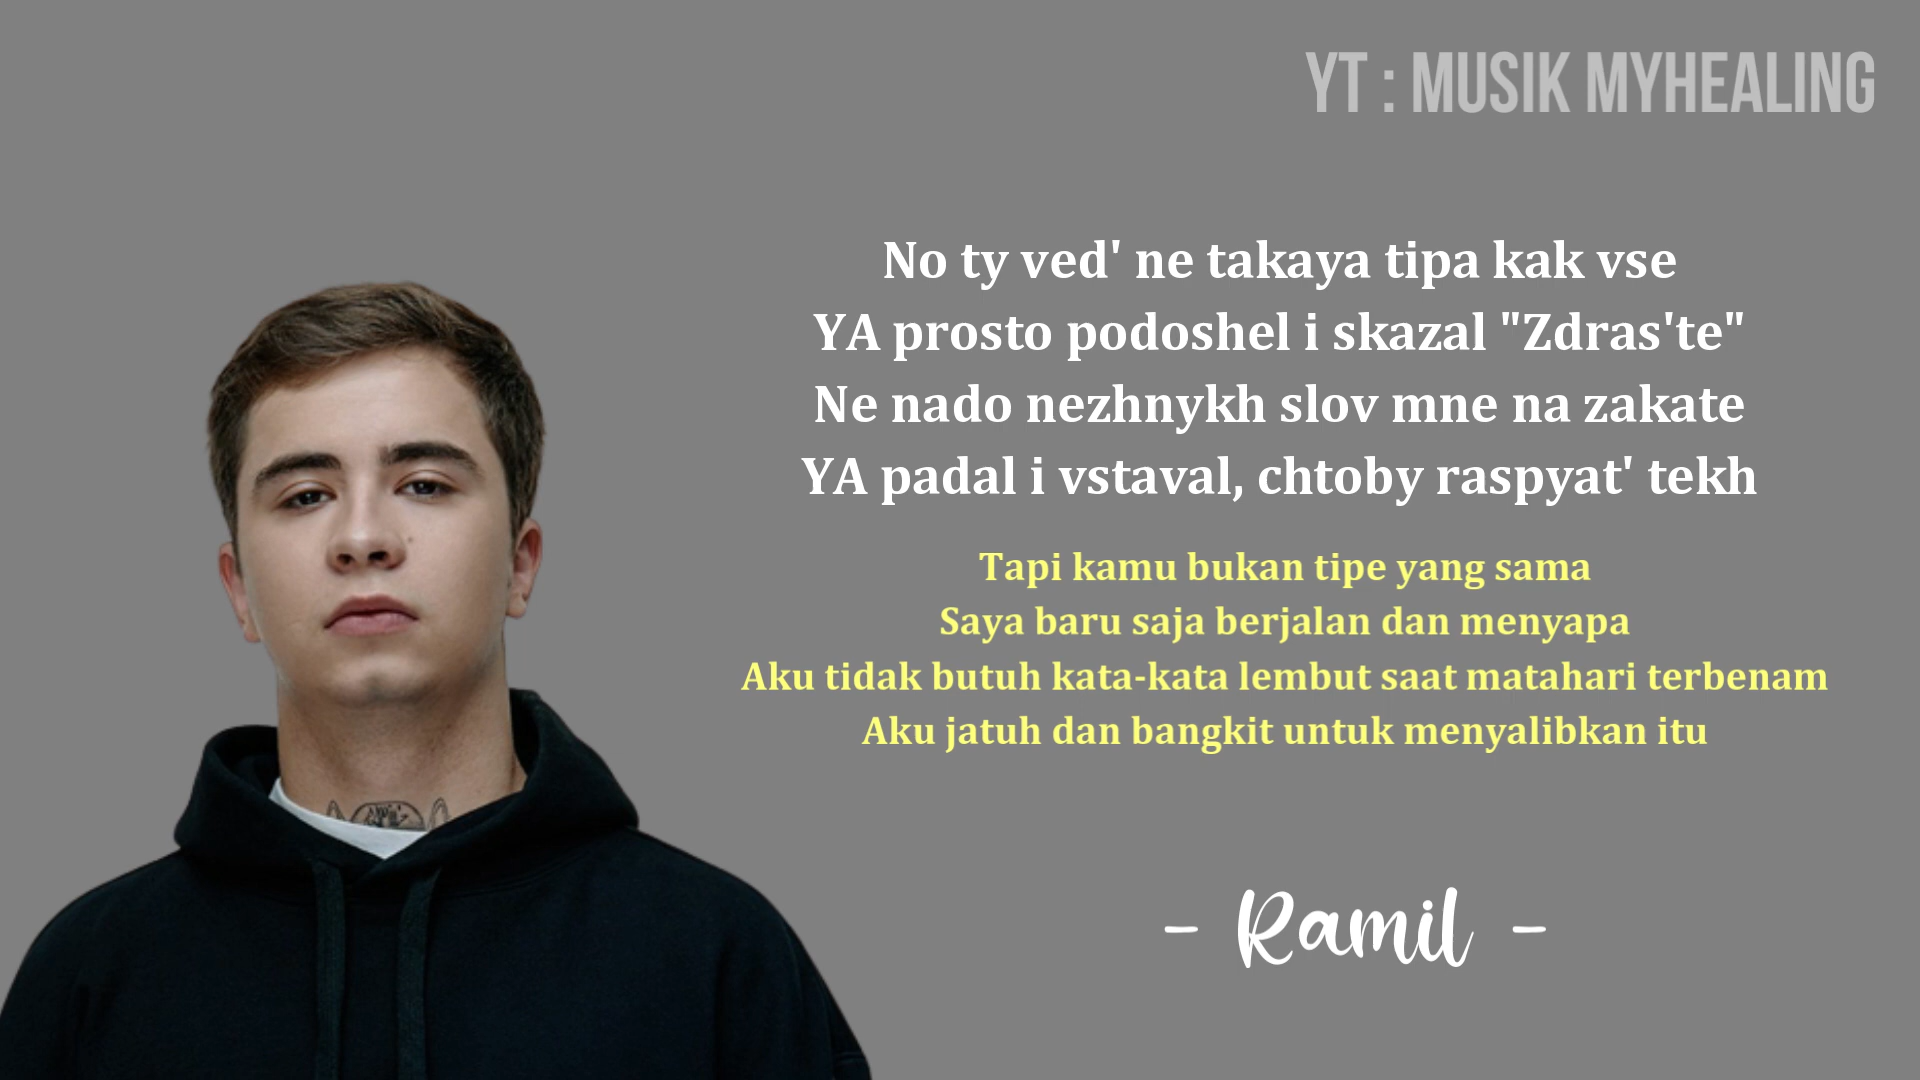 YT : MUSIK MYHEALING
No ty ved' ne takaya tipa kak vse
YA prosto podoshel i skazal "Zdras'te"
Ne nado nezhnykh slov mne na zakate
YA padal i vstaval, chtoby raspyat' tekh
Tapi kamu bukan tipe yang sama
Saya baru saja berjalan dan menyapa
Aku tidak butuh kata-kata lembut saat matahari terbenam
Aku jatuh dan bangkit untuk menyalibkan itu
- Ramil -